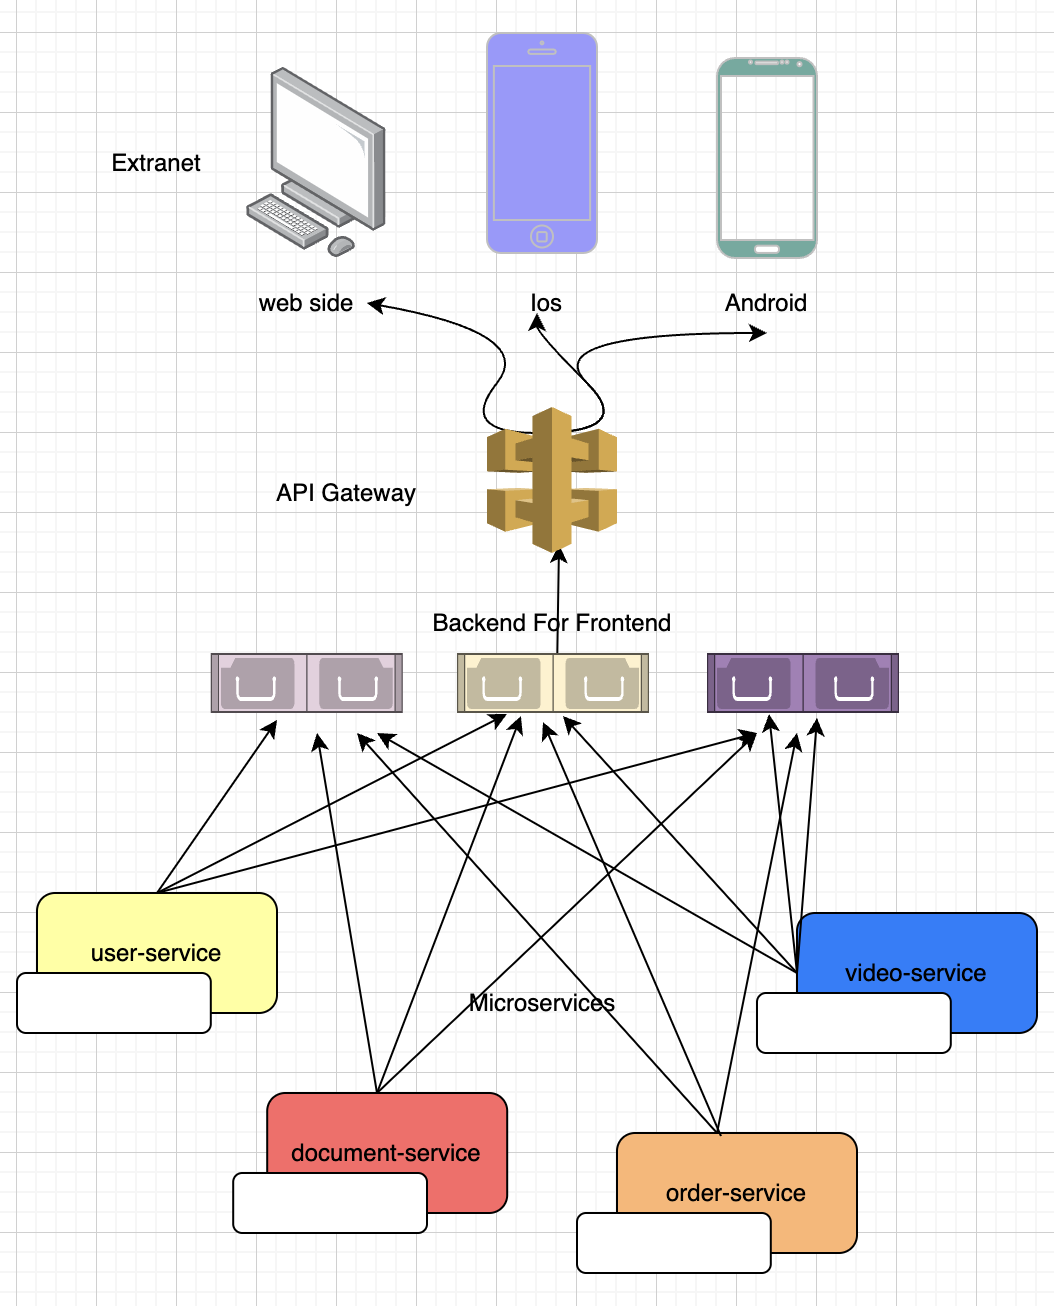 Extranet
web side
Ios
Android
API Gateway
Backend For Frontend
user-service
video-service
Microservices
document-service
order-service